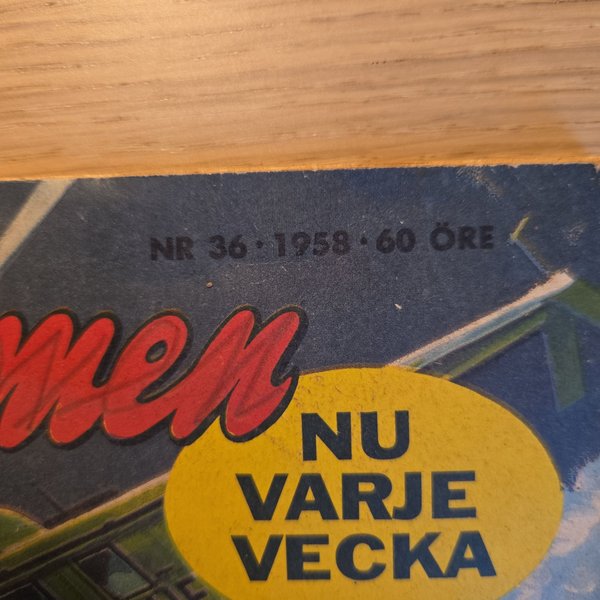 NR 36 · 1958 · 60 ÖRE
men
NU
VARJE
VECKA